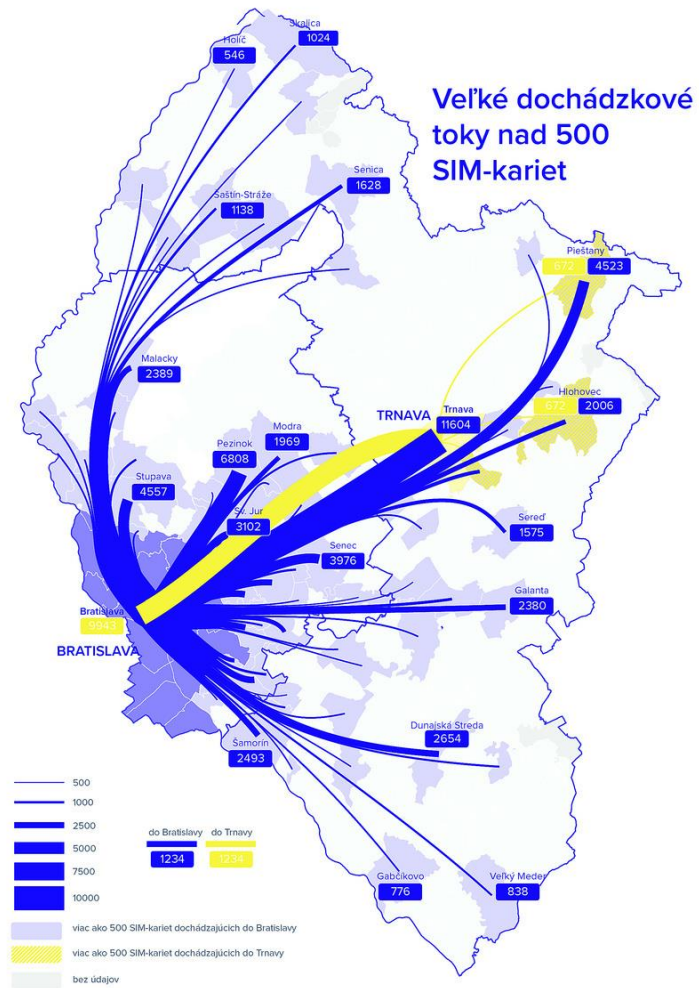 Veľké dochádzkové
toky nad 500
SIM-kariet
Skalica
1024
Holíč
546
Senica
1628
Šaštín-Stráže
1138
Piešťany
672 4523
Malacky
2389
Hlohovec
672 2006
TRNAVA
Trnava
11604
Modra
1969
Pezinok
6808
Stupava
4557
Sv. Jur
3102
Sereď
1575
Senec
3976
Galanta
2380
Bratislava
9943
BRATISLAVA
Dunajská Streda
2654
Šamorín
2493
Gabčíkovo
776
Veľký Meder
838
500
1000
2500
5000
7500
10000
do Bratislavy do Trnavy
1234 1234
viac ako 500 SIM-kariet dochádzajúcich do Bratislavy
viac ako 500 SIM-kariet dochádzajúcich do Trnavy
bez údajov